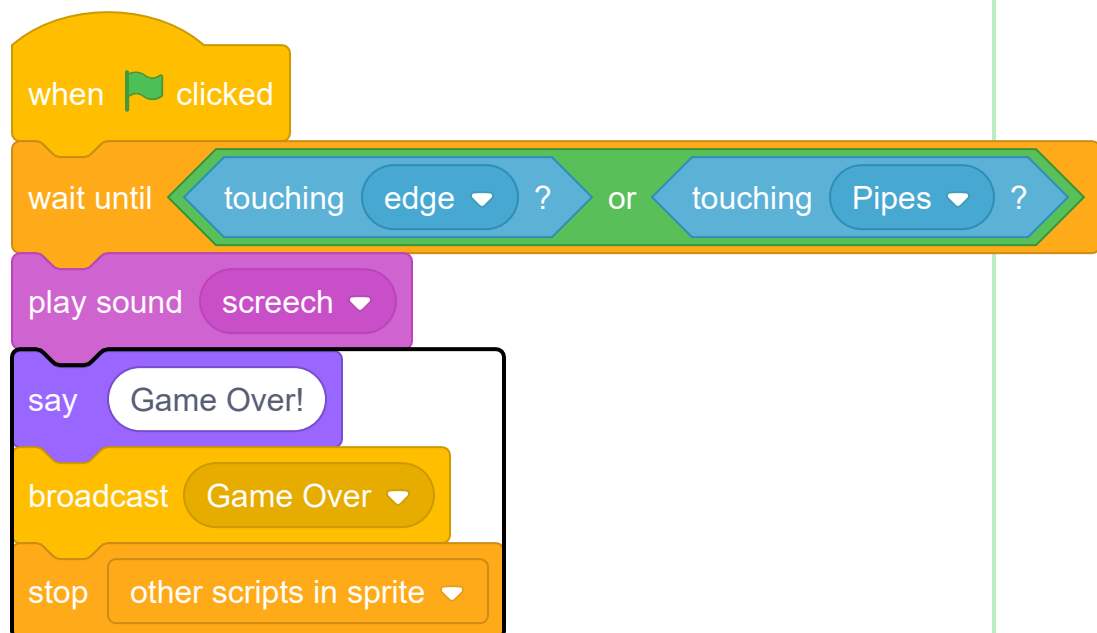 when clicked
wait until touching edge ? or touching Pipes ?
play sound screech
say Game Over!
broadcast Game Over
stop other scripts in sprite